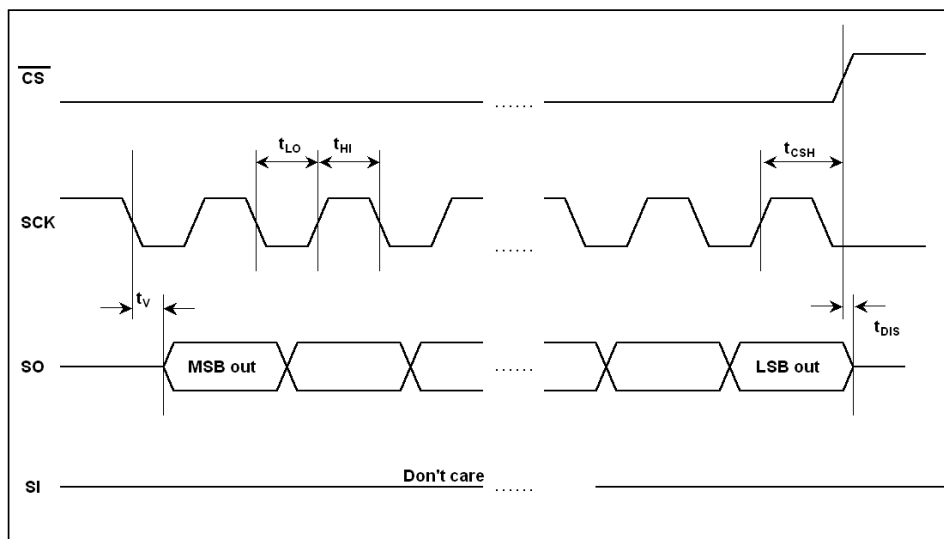 CS
......
tLO
tHI
tCSH
SCK
......
tV
tDIS
SO
MSB out
......
LSB out
Don't care
SI
......